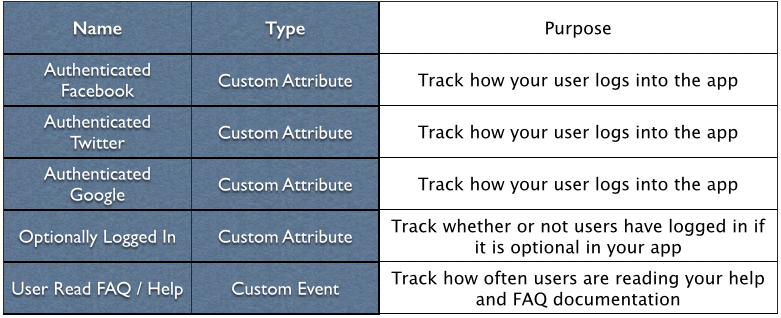 Name Type Purpose
Authenticated
Facebook Custom Attribute Track how your user logs into the app
Authenticated
Twitter Custom Attribute Track how your user logs into the app
Authenticated
Google Custom Attribute Track how your user logs into the app
Optionally Logged In Custom Attribute Track whether or not users have logged in if
it is optional in your app
User Read FAQ / Help Custom Event Track how often users are reading your help
and FAQ documentation